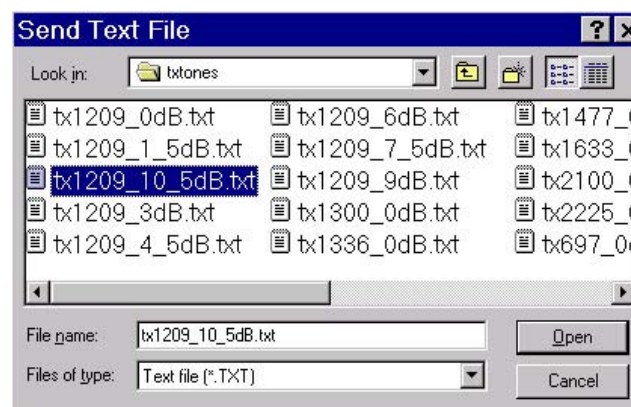 Send Text File
Look in: txtones
tx1209_0dB.txt tx1209_6dB.txt tx1477_
tx1209_1_5dB.txt tx1209_7_5dB.txt tx1633_
tx1209_10_5dB.txt tx1209_9dB.txt tx2100_
tx1209_3dB.txt tx1300_0dB.txt tx2225_
tx1209_4_5dB.txt tx1336_0dB.txt tx697_0
File name: tx1209_10_5dB.txt Open
Files of type: Text file (*.TXT) Cancel